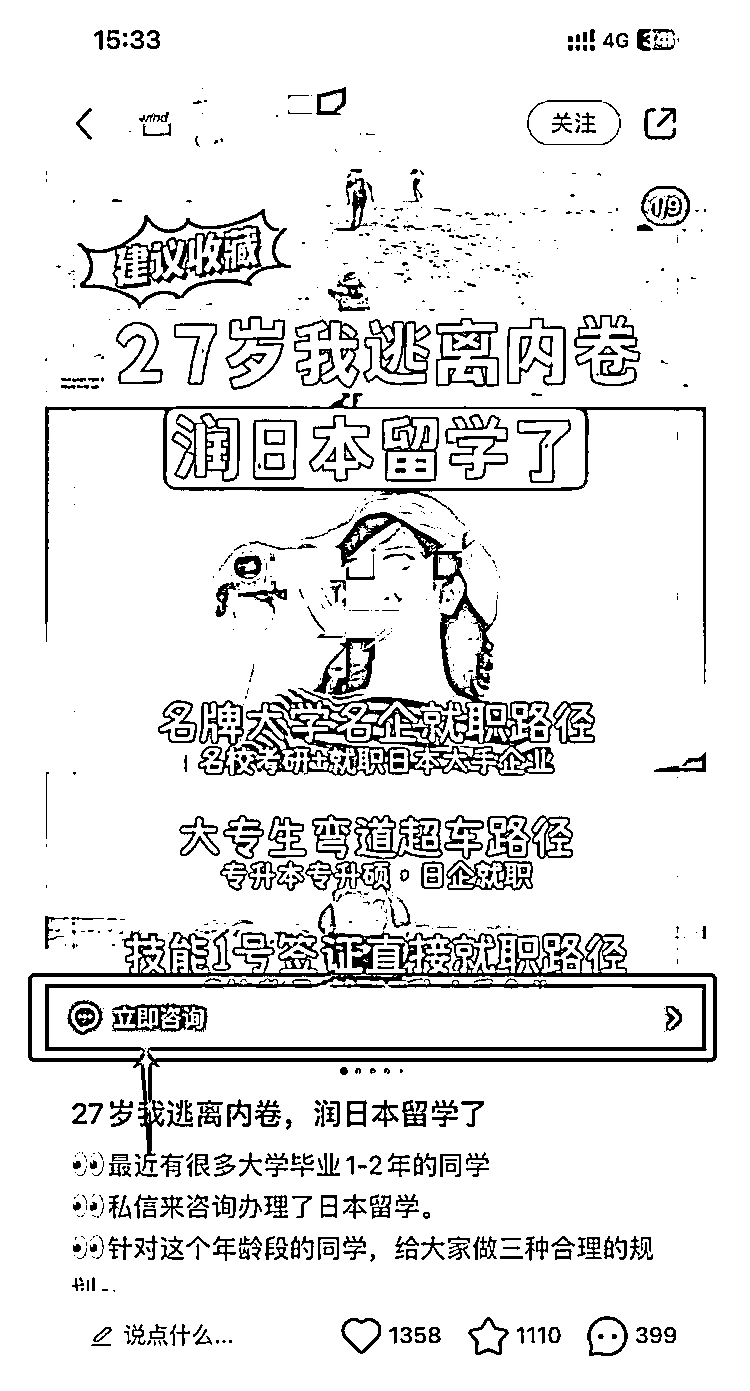 15:33
4G
wind
关注
1/9
建议收藏
27岁我逃离内卷
润日本留学了
名牌大学名企就职路径
名校考研+就职日本大手企业
大专生弯道超车路径
专升本专升硕,日企就职
技能1号签证直接就职路径
立即咨询
27岁我逃离内卷,润日本留学了
👀最近有很多大学毕业1-2年的同学
👀私信来咨询办理了日本留学。
👀针对这个年龄段的同学,给大家做三种合理的规
说点什么...
1358
1110
399